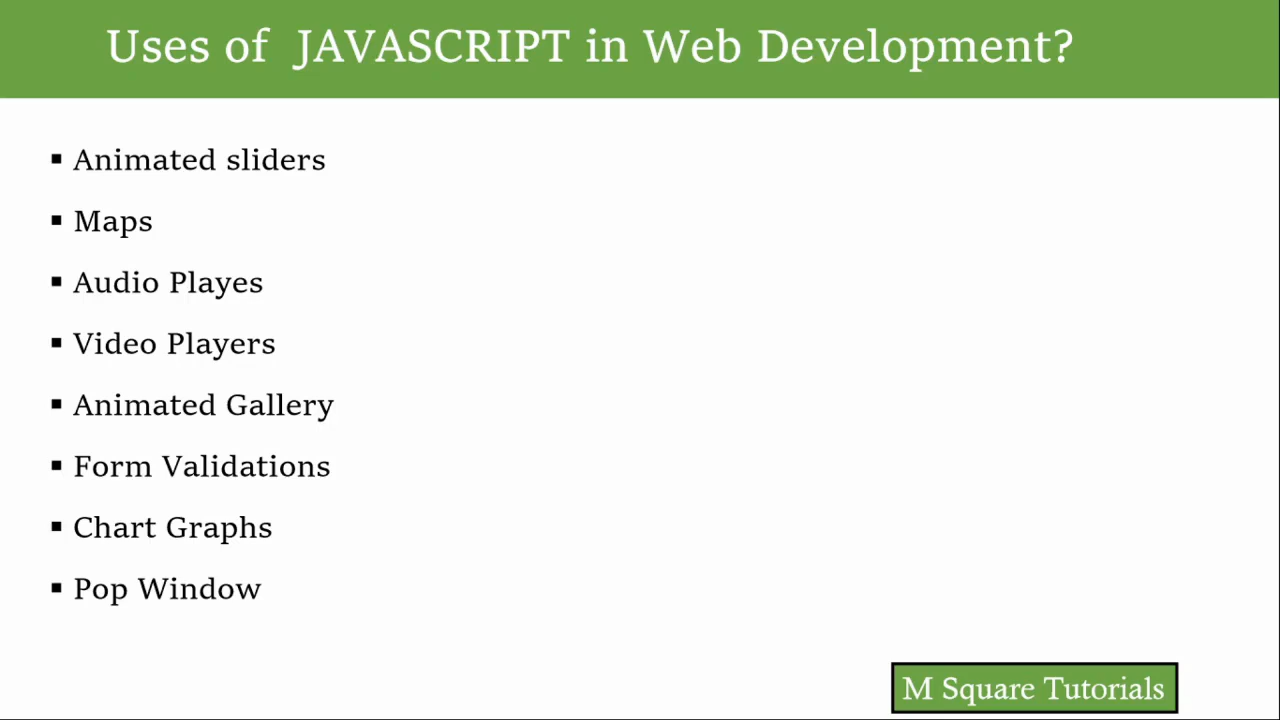 Uses of JAVASCRIPT in Web Development?
▪ Animated sliders
▪ Maps
▪ Audio Playes
▪ Video Players
▪ Animated Gallery
▪ Form Validations
▪ Chart Graphs
▪ Pop Window
M Square Tutorials